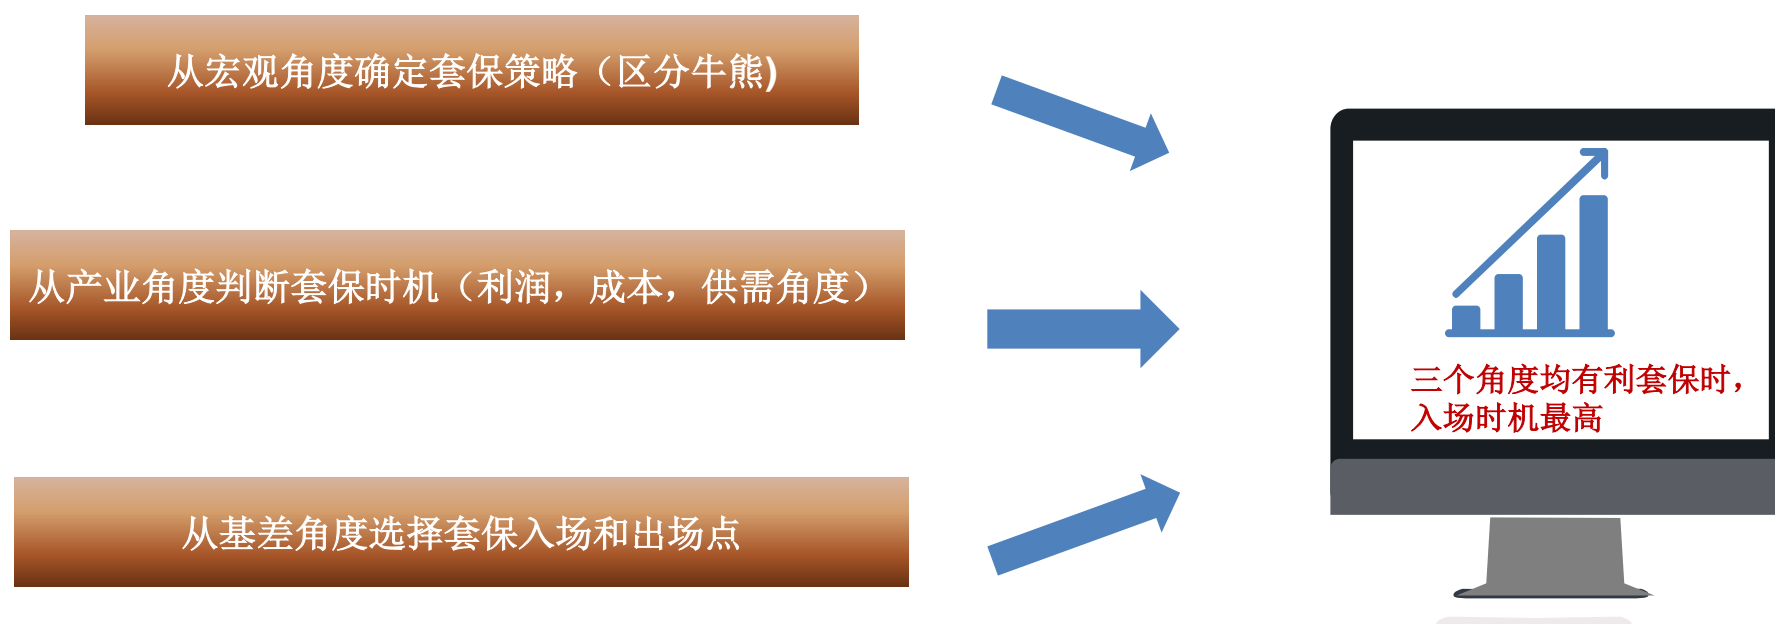 从宏观角度确定套保策略（区分牛熊)
从产业角度判断套保时机（利润，成本，供需角度）
从基差角度选择套保入场和出场点
三个角度均有利套保时，
入场时机最高